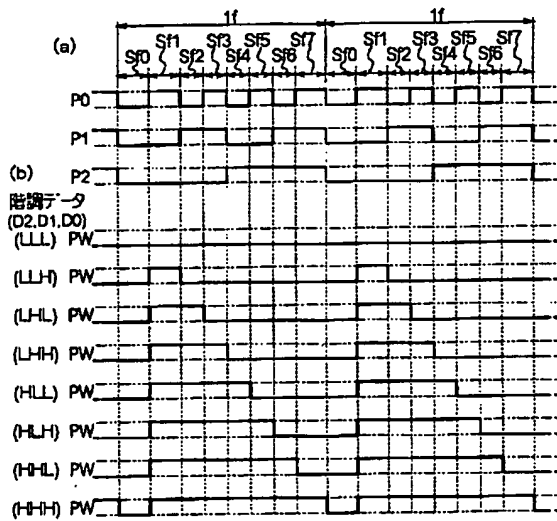 1f 1f
(a)
Sf1 Sf3 Sf5 Sf7 Sf1 Sf3 Sf5 Sf7
Sf0 Sf2 Sf4 Sf6 Sf0 Sf2 Sf4 Sf6
P0
P1
(b) P2
階調データ
(D2,D1,D0)
(LLL) PW
(LLH) PW
(LHL) PW
(LHH) PW
(HLL) PW
(HLH) PW
(HHL) PW
(HHH) PW